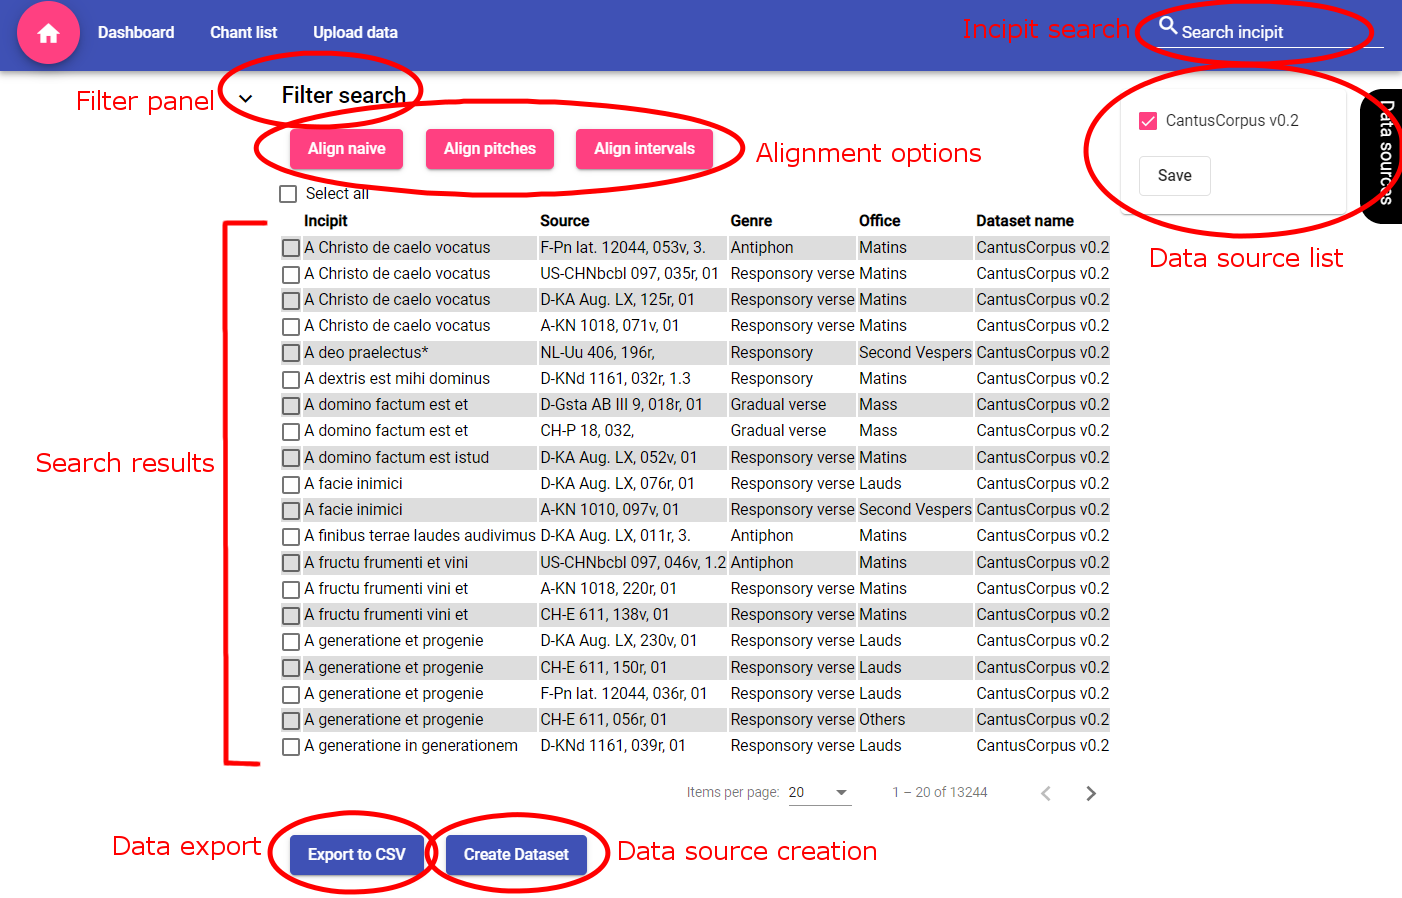 Dashboard Chant list Upload data Incipit search Search incipit
Filter panel Filter search
CantusCorpus v0.2
Save
Data sources
Data source list
Align naive Align pitches Align intervals Alignment options
Select all
Incipit Source Genre Office Dataset name
A Christo de caelo vocatus F-Pn lat. 12044, 053v, 3. Antiphon Matins CantusCorpus v0.2
A Christo de caelo vocatus US-CHNbcbl 097, 035r, 01 Responsory verse Matins CantusCorpus v0.2
A Christo de caelo vocatus D-KA Aug. LX, 125r, 01 Responsory verse Matins CantusCorpus v0.2
A Christo de caelo vocatus A-KN 1018, 071v, 01 Responsory verse Matins CantusCorpus v0.2
A deo praelectus* NL-Uu 406, 196r, Responsory Second Vespers CantusCorpus v0.2
A dextris est mihi dominus D-KNd 1161, 032r, 1.3 Responsory Matins CantusCorpus v0.2
A domino factum est et D-Gsta AB III 9, 018r, 01 Gradual verse Mass CantusCorpus v0.2
A domino factum est et CH-P 18, 032, Gradual verse Mass CantusCorpus v0.2
A domino factum est istud D-KA Aug. LX, 052v, 01 Responsory verse Matins CantusCorpus v0.2
A facie inimici D-KA Aug. LX, 076r, 01 Responsory verse Lauds CantusCorpus v0.2
A facie inimici A-KN 1010, 097v, 01 Responsory verse Second Vespers CantusCorpus v0.2
A finibus terrae laudes audivimus D-KA Aug. LX, 011r, 3. Antiphon Matins CantusCorpus v0.2
A fructu frumenti et vini US-CHNbcbl 097, 046v, 1.2 Antiphon Matins CantusCorpus v0.2
A fructu frumenti vini et A-KN 1018, 220r, 01 Responsory verse Matins CantusCorpus v0.2
A fructu frumenti vini et CH-E 611, 138v, 01 Responsory verse Matins CantusCorpus v0.2
A generatione et progenie D-KA Aug. LX, 230v, 01 Responsory verse Lauds CantusCorpus v0.2
A generatione et progenie CH-E 611, 150r, 01 Responsory verse Lauds CantusCorpus v0.2
A generatione et progenie F-Pn lat. 12044, 036r, 01 Responsory verse Lauds CantusCorpus v0.2
A generatione et progenie CH-E 611, 056r, 01 Responsory verse Others CantusCorpus v0.2
A generatione in generationem D-KNd 1161, 039r, 01 Responsory verse Lauds CantusCorpus v0.2
Search results
Items per page: 20 1 – 20 of 13244
Data export Export to CSV Create Dataset Data source creation